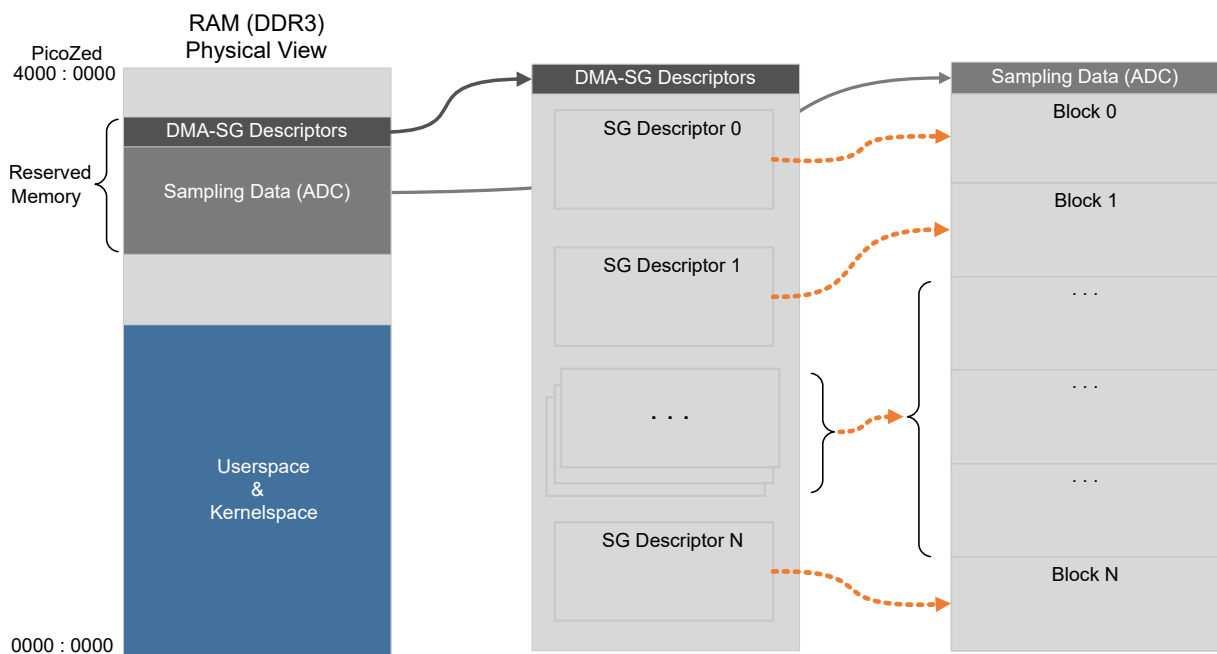 RAM (DDR3)
Physical View
PicoZed
4000 : 0000
DMA-SG Descriptors
Sampling Data (ADC)
Reserved
Memory
Userspace
&
Kernelspace
0000 : 0000
DMA-SG Descriptors
SG Descriptor 0
SG Descriptor 1
. . .
SG Descriptor N
Sampling Data (ADC)
Block 0
Block 1
. . .
. . .
. . .
Block N